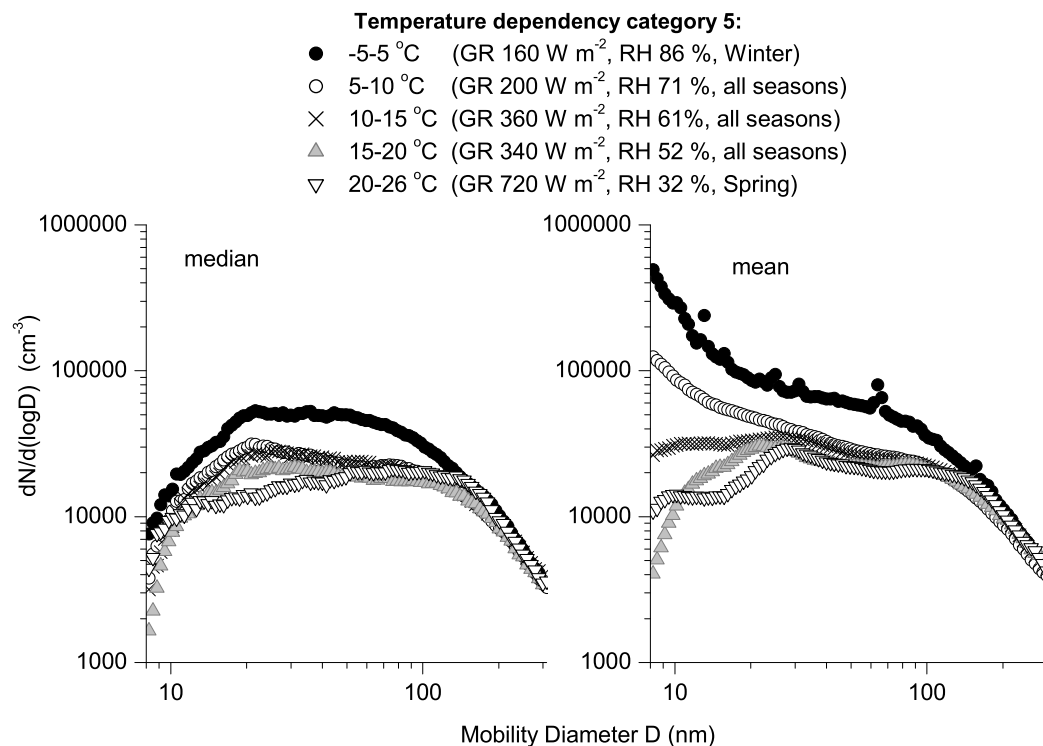 Temperature dependency category 5:
-5-5 °C (GR 160 W m⁻², RH 86 %, Winter)
5-10 °C (GR 200 W m⁻², RH 71 %, all seasons)
10-15 °C (GR 360 W m⁻², RH 61%, all seasons)
15-20 °C (GR 340 W m⁻², RH 52 %, all seasons)
20-26 °C (GR 720 W m⁻², RH 32 %, Spring)
1000000
100000
10000
1000
dN/d(logD) (cm⁻³)
median
10 100
1000000
100000
10000
1000
mean
10 100
Mobility Diameter D (nm)